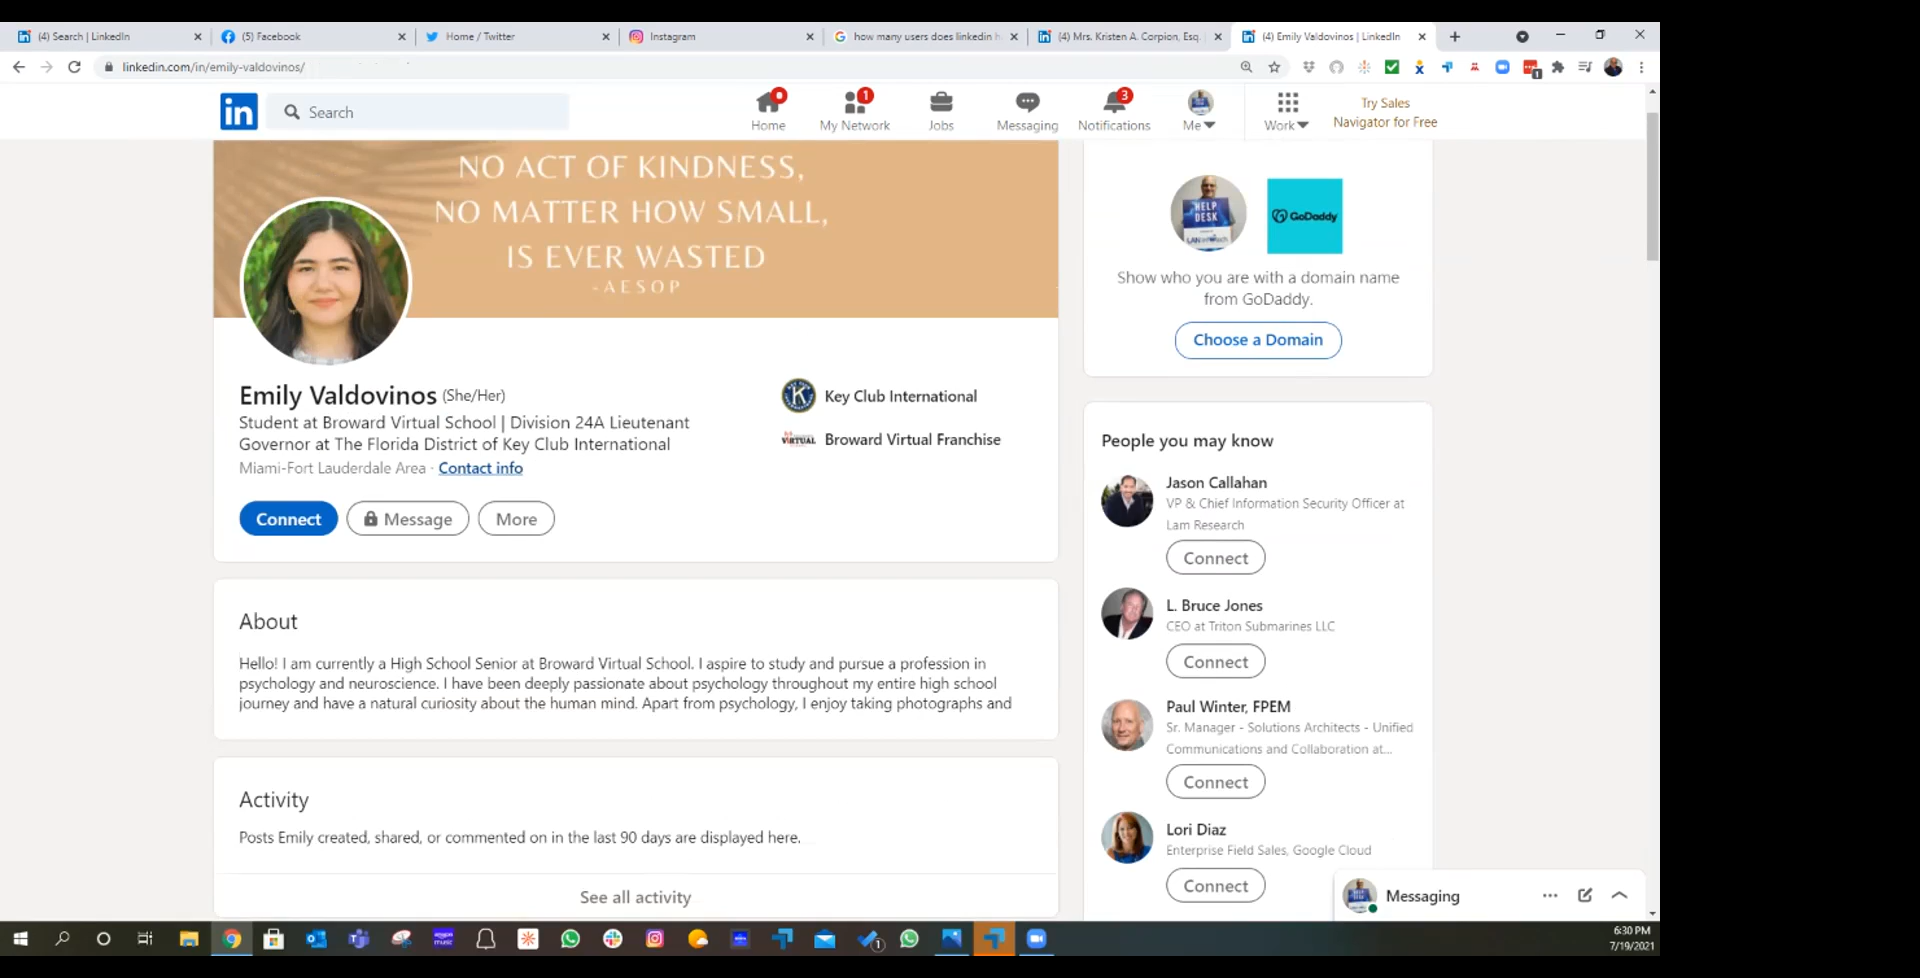 (4) Search | LinkedIn
(5) Facebook
Home / Twitter
Instagram
how many users does linkedin h
(4) Mrs. Kristen A. Corpion, Esq.
(4) Emily Valdovinos | LinkedIn
linkedin.com/in/emily-valdovinos/
in
Search
Home
1
My Network
Jobs
Messaging
3
Notifications
Me
Work
Try Sales
Navigator for Free
NO ACT OF KINDNESS,
NO MATTER HOW SMALL,
IS EVER WASTED
-AESOP
HELP
DESK
GoDaddy
Show who you are with a domain name
from GoDaddy.
Choose a Domain
Emily Valdovinos (She/Her)
Student at Broward Virtual School | Division 24A Lieutenant
Governor at The Florida District of Key Club International
Miami-Fort Lauderdale Area · Contact info
Key Club International
VIRTUAL
Broward Virtual Franchise
Connect
Message
More
About
Hello! I am currently a High School Senior at Broward Virtual School. I aspire to study and pursue a profession in
psychology and neuroscience. I have been deeply passionate about psychology throughout my entire high school
journey and have a natural curiosity about the human mind. Apart from psychology, I enjoy taking photographs and
Activity
Posts Emily created, shared, or commented on in the last 90 days are displayed here.
See all activity
People you may know
Jason Callahan
VP & Chief Information Security Officer at
Lam Research
Connect
L. Bruce Jones
CEO at Triton Submarines LLC
Connect
Paul Winter, FPEM
Sr. Manager - Solutions Architects - Unified
Communications and Collaboration at...
Connect
Lori Diaz
Enterprise Field Sales, Google Cloud
Connect
Messaging
6:30 PM
7/19/2021